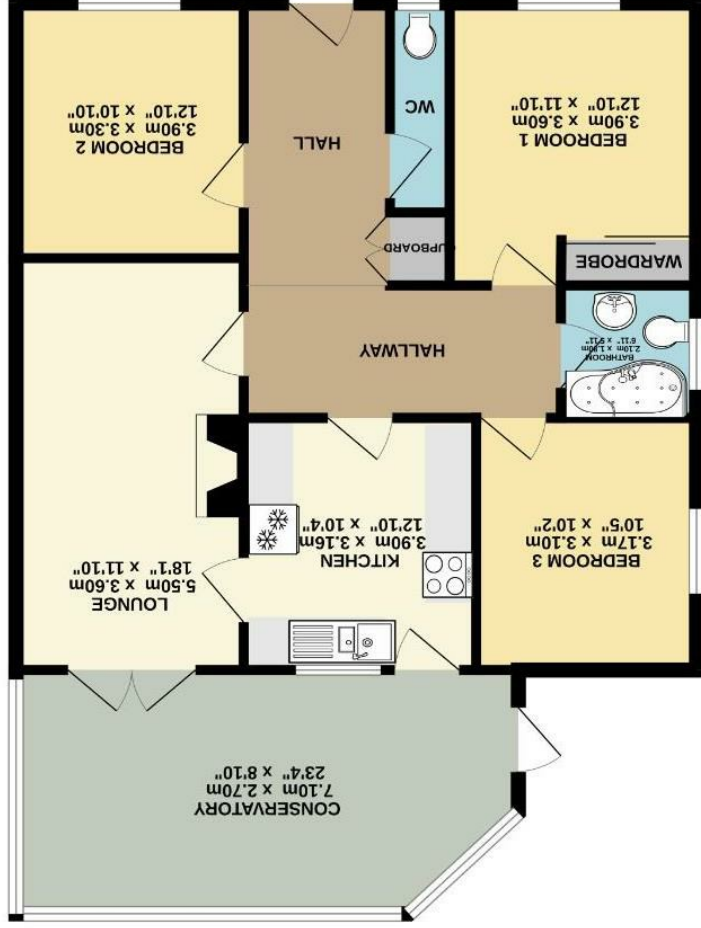 CONSERVATORY
7.10m x 2.70m
23'4" x 8'10"
LOUNGE
5.50m x 3.60m
18'1" x 11'10"
KITCHEN
3.90m x 3.16m
12'10" x 10'4"
BEDROOM 3
3.17m x 3.10m
10'5" x 10'2"
BATHROOM
2.10m x 1.80m
6'11" x 5'11"
HALLWAY
WARDROBE
UPBOARD
BEDROOM 2
3.90m x 3.30m
12'10" x 10'10"
HALL
WC
BEDROOM 1
3.90m x 3.60m
12'10" x 11'10"